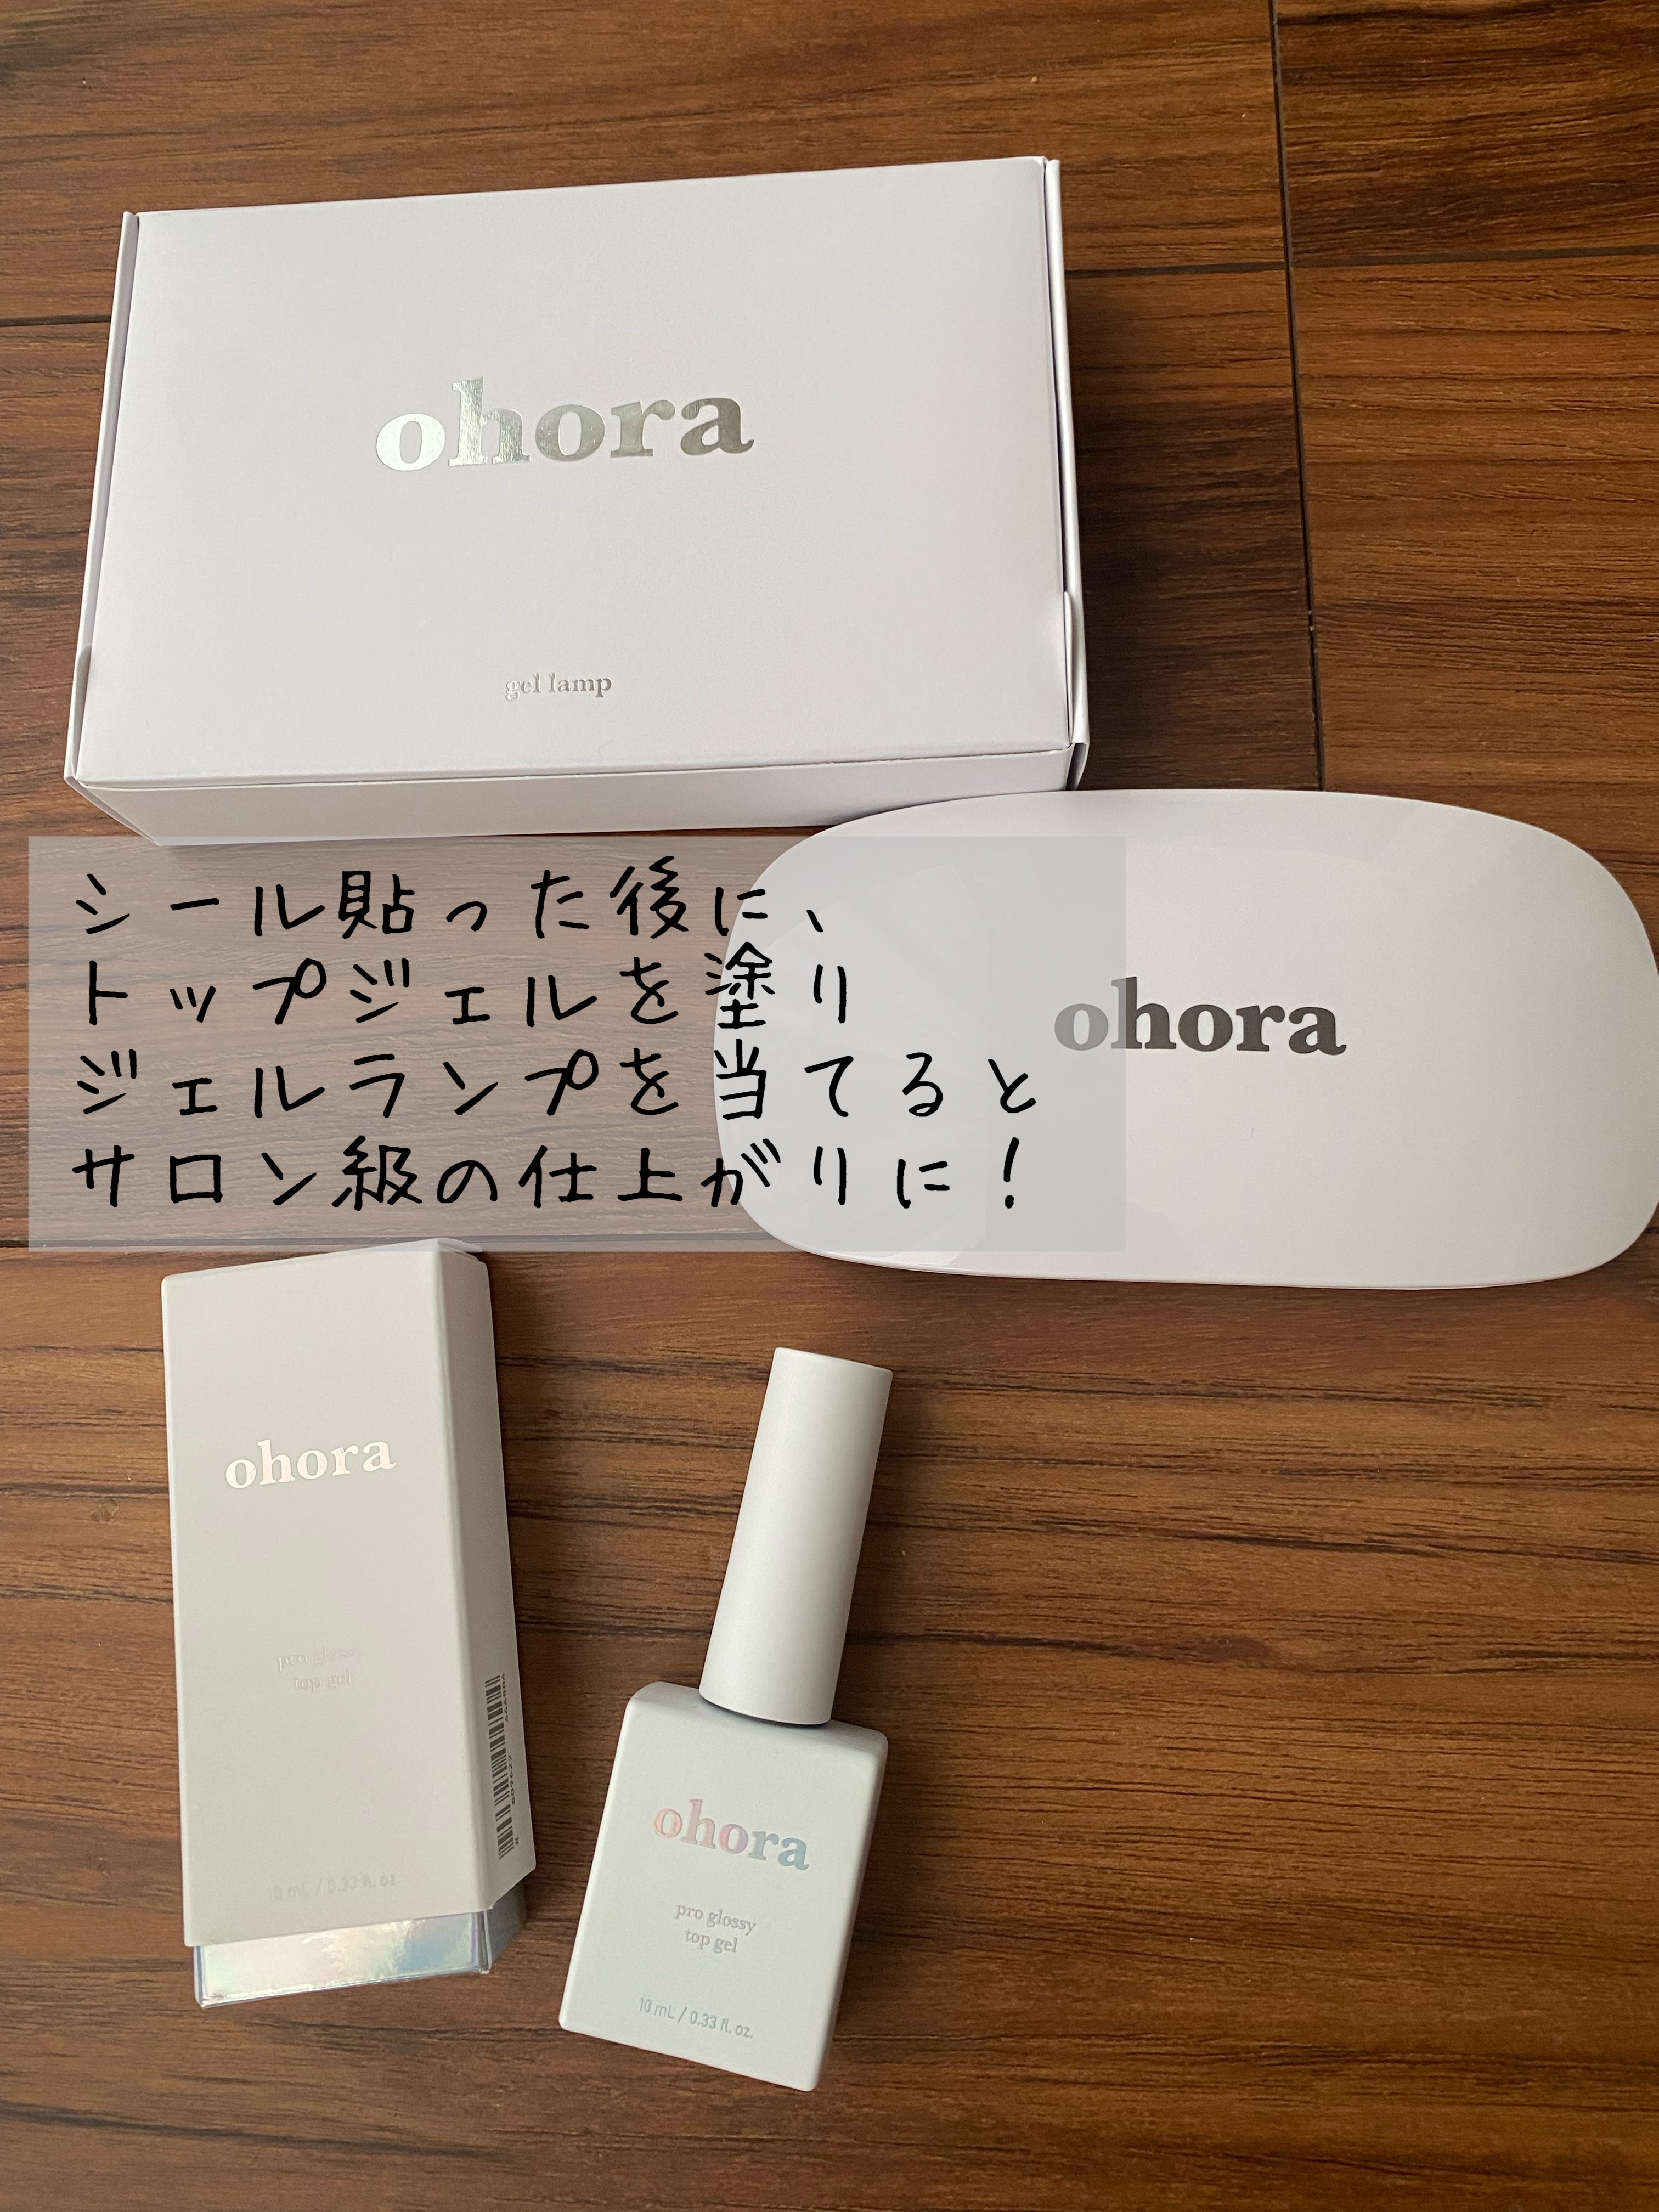 ohora
gel lamp
シール貼った後に、
トップジェルを塗り
ジェルランプを当てると
サロン級の仕上がりに!
ohora
ohora
pro glossy
top gel
10 mL / 0.33 fl. oz.
ohora
pro glossy
top gel
10 mL / 0.33 fl. oz.